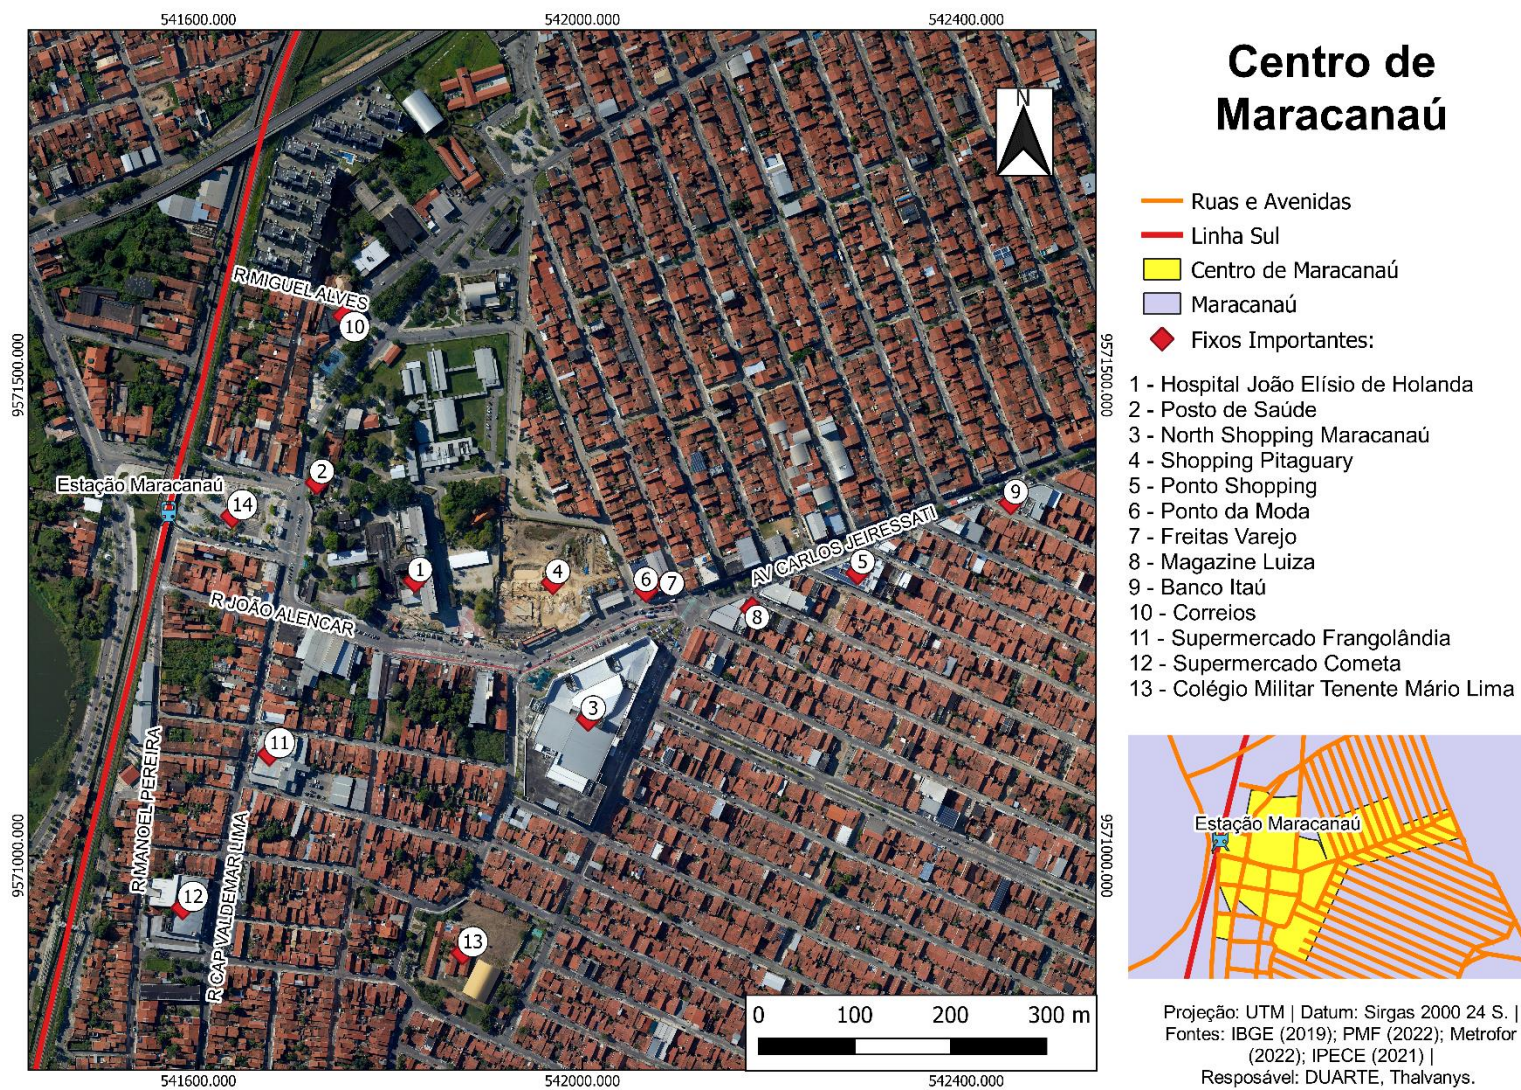 541600.000
542000.000
542400.000
Centro de
Maracanaú
N
Ruas e Avenidas
Linha Sul
Centro de Maracanaú
Maracanaú
Fixos Importantes:
1 - Hospital João Elísio de Holanda
2 - Posto de Saúde
3 - North Shopping Maracanaú
4 - Shopping Pitaguary
5 - Ponto Shopping
6 - Ponto da Moda
7 - Freitas Varejo
8 - Magazine Luiza
9 - Banco Itaú
10 - Correios
11 - Supermercado Frangolândia
12 - Supermercado Cometa
13 - Colégio Militar Tenente Mário Lima
R MIGUEL ALVES
10
9571500.000
9571500.000
2
Estação Maracanaú
14
9
AV CARLOS JEIRESSATI
1
4
6
7
5
8
R JOÃO ALENCAR
3
11
R MANOEL PEREIRA
R CAP VALDEMAR LIMA
9571000.000
9571000.000
12
13
Estação Maracanaú
0
100
200
300 m
541600.000
542000.000
542400.000
Projeção: UTM | Datum: Sirgas 2000 24 S. |
Fontes: IBGE (2019); PMF (2022); Metrofor
(2022); IPECE (2021) |
Resposável: DUARTE, Thalvanys.